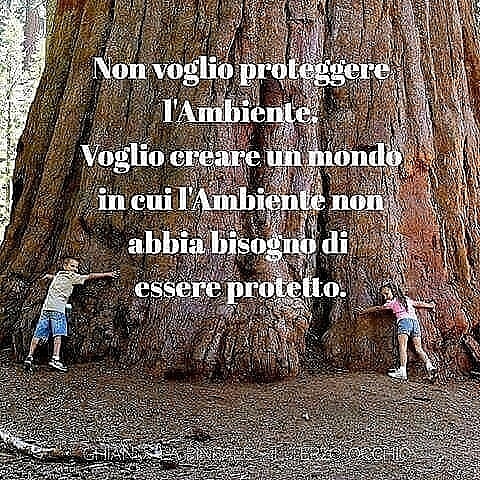 Non voglio proteggere
l'Ambiente.
Voglio creare un mondo
in cui l'Ambiente non
abbia bisogno di
essere protetto.